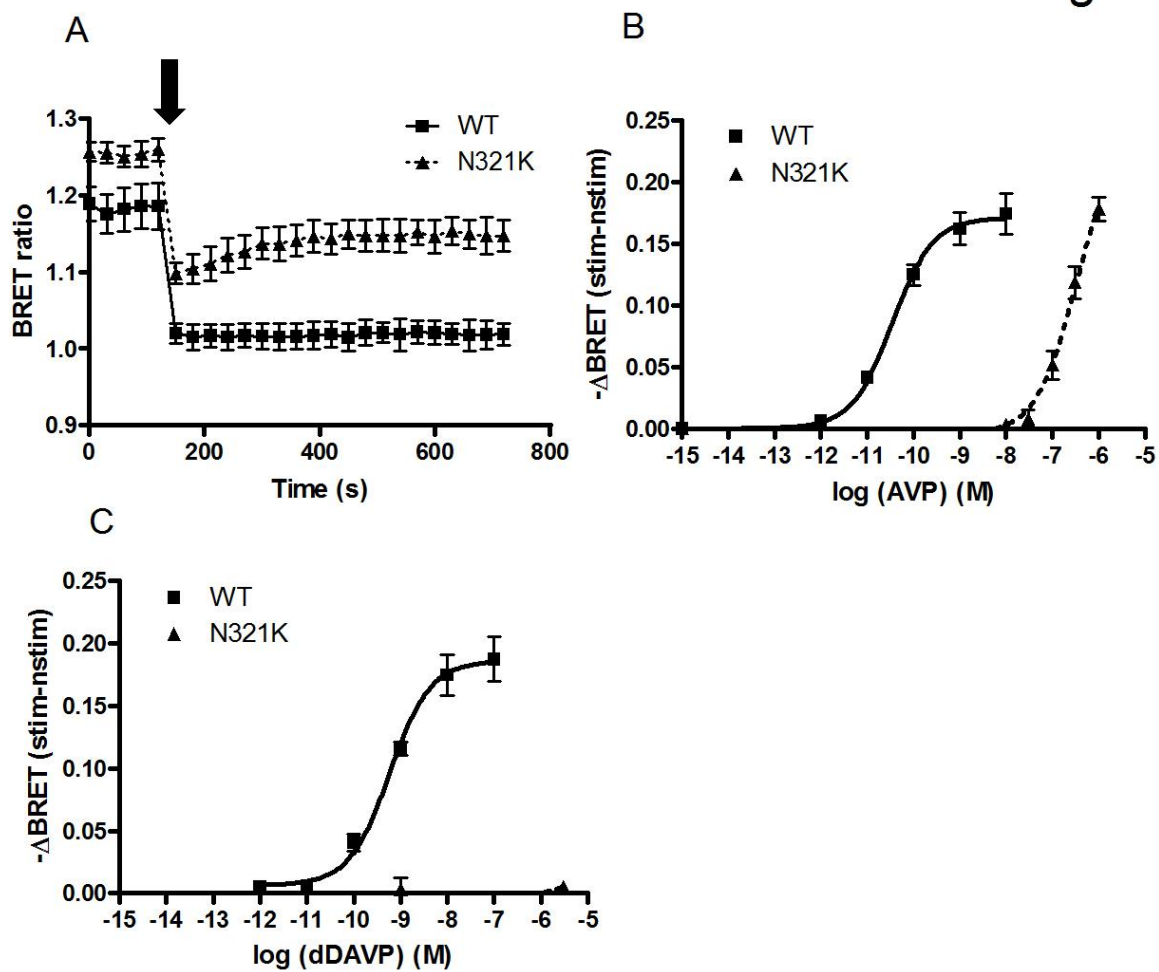 g
A
B
WT
N321K
BRET ratio
1.3
1.2
1.1
1.0
0.9
0 200 400 600 800
Time (s)
WT
N321K
-ΔBRET (stim-nstim)
0.25
0.20
0.15
0.10
0.05
0.00
-15 -14 -13 -12 -11 -10 -9 -8 -7 -6 -5
log (AVP) (M)
C
WT
N321K
-ΔBRET (stim-nstim)
0.25
0.20
0.15
0.10
0.05
0.00
-15 -14 -13 -12 -11 -10 -9 -8 -7 -6 -5
log (dDAVP) (M)